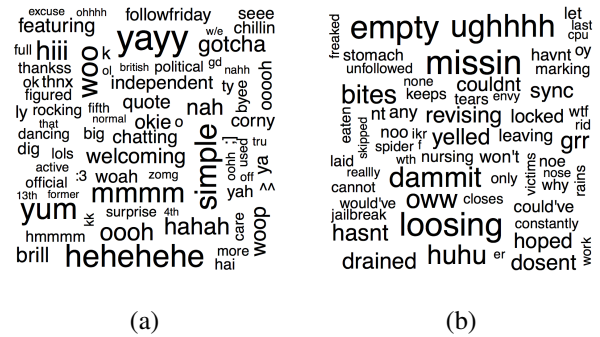 excuse ohhhh followfriday seee
featuring yayy w/e chillin
full hiii woo k gotcha
thankss ol british political gd nahh ooooh
ok thnx independent ty byee
figured quote nah
ly rocking fifth normal okie o corny
that
dancing big chatting simple oohh ;] used tru
dig lols welcoming ya
active :3 woah zomg off
official mmmm yah >>
13th former
yum kk surprise 4th care woop
hmmmm oooh hahah
brill hehehehe more
hai
(a)
freaked empty ughhhh let
last
cpu
stomach missin havnt oy
unfollowed marking
bites none couldnt sync
keeps tears envy
eaten nt any revising locked wtf
rid
skipped noo ikr yelled leaving grr
spider f
laid wth nursing won't victims noe
reallly dammit only nose rains
cannot why
would've oww closes could've
jailbreak loosing constantly
hasnt hoped work
drained huhu er dosent
(b)